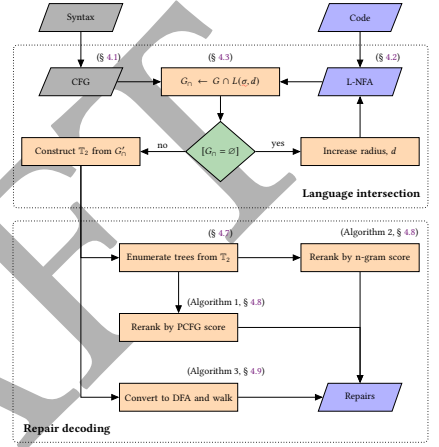 Syntax
Code
(§ 4.1)
(§ 4.3)
(§ 4.2)
CFG
G∩ ← G ∩ L(σ, d)
L-NFA
[G∩ = ∅]
no
yes
Construct 𝕋₂ from G′∩
Increase radius, d
Language intersection
(§ 4.7)
(Algorithm 2, § 4.8)
Enumerate trees from 𝕋₂
Rerank by n-gram score
(Algorithm 1, § 4.8)
Rerank by PCFG score
(Algorithm 3, § 4.9)
Convert to DFA and walk
Repairs
Repair decoding